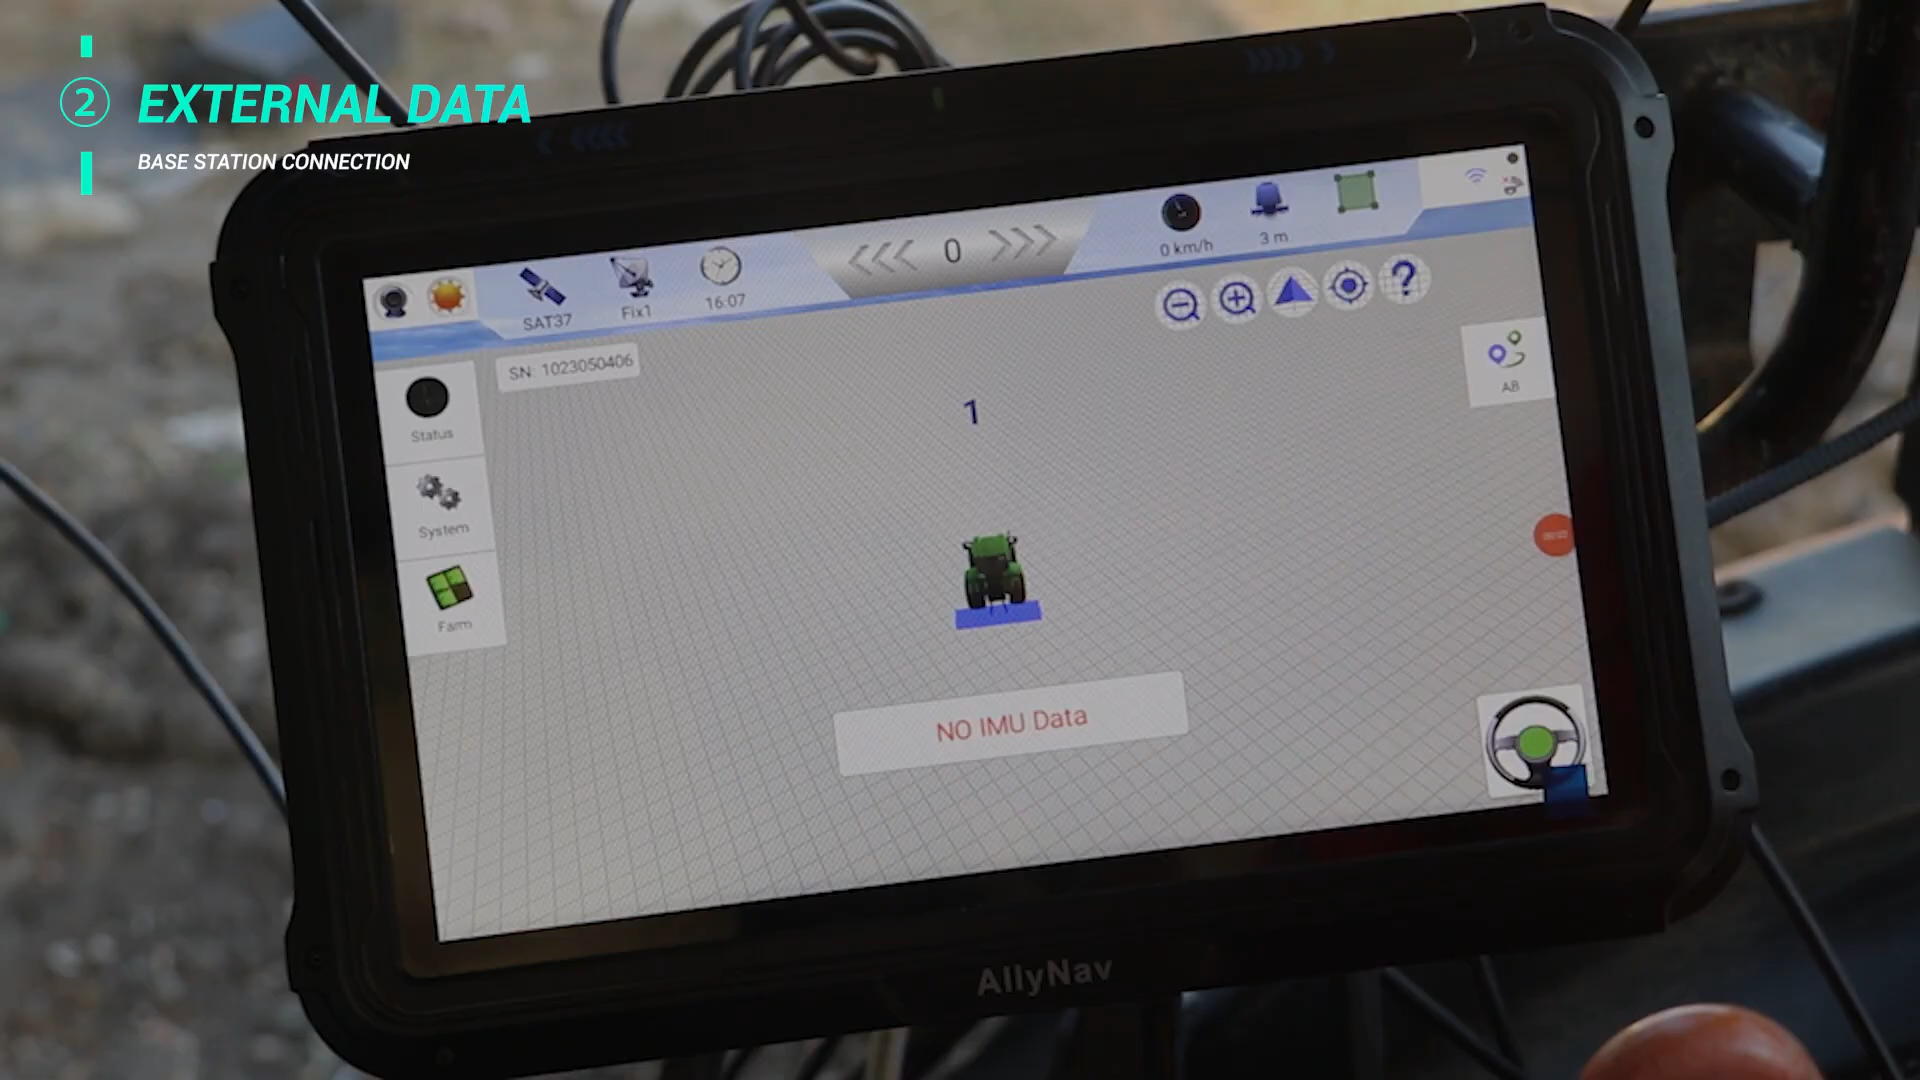 2 EXTERNAL DATA
BASE STATION CONNECTION
SAT37
Fix1
16:07
0
0 km/h
3 m
SN: 1023050406
Status
System
Farm
1
AB
NO IMU Data
AllyNav